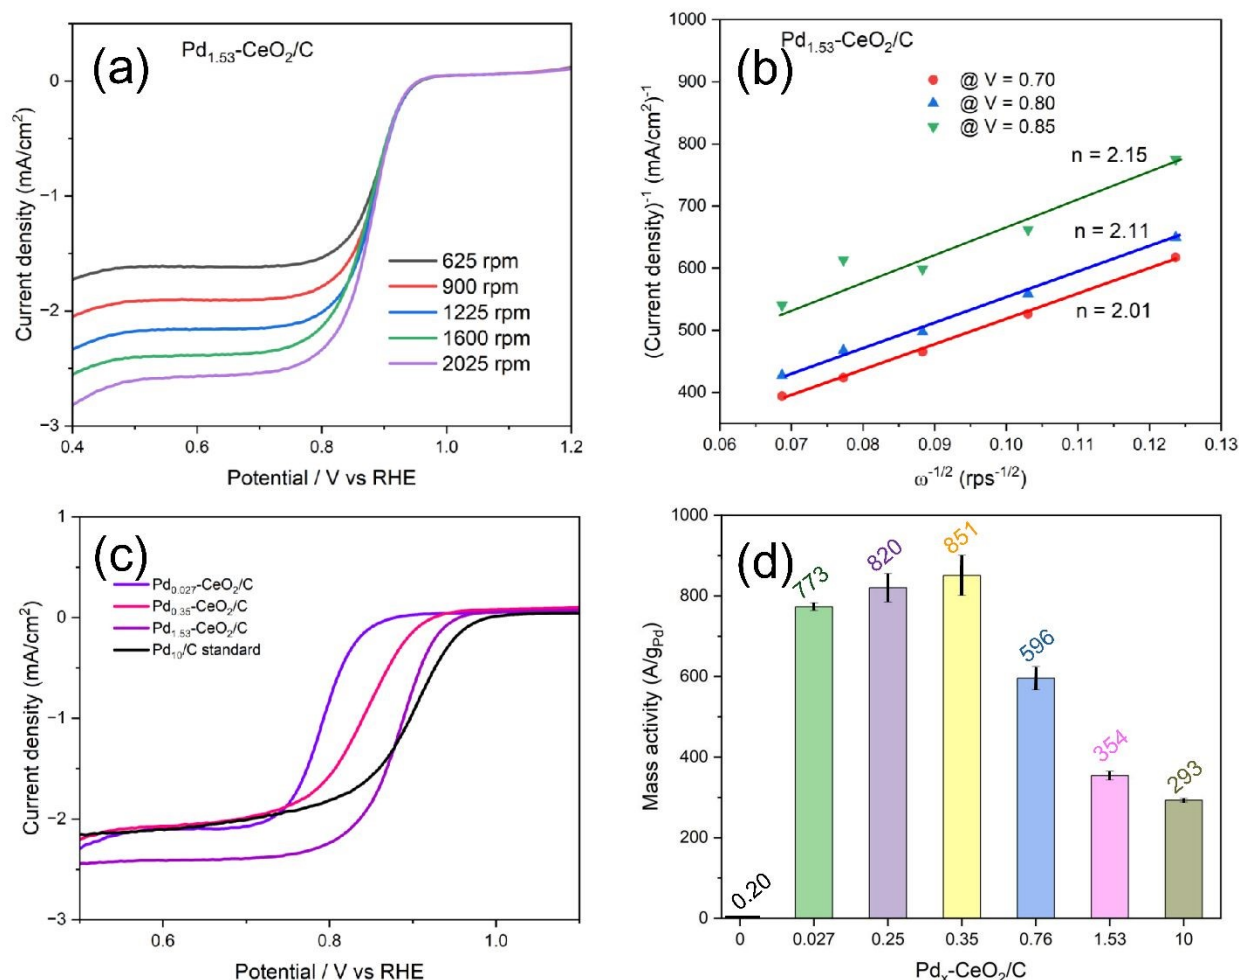 (a)
Pd1.53-CeO2/C
0
−1
−2
−3
0.4
0.6
0.8
1.0
1.2
Current density (mA/cm²)
Potential / V vs RHE
625 rpm
900 rpm
1225 rpm
1600 rpm
2025 rpm
(b)
Pd1.53-CeO2/C
@ V = 0.70
@ V = 0.80
@ V = 0.85
n = 2.15
n = 2.11
n = 2.01
1000
900
800
700
600
500
400
0.06
0.07
0.08
0.09
0.10
0.11
0.12
0.13
(Current density)⁻¹ (mA/cm²)⁻¹
ω⁻¹/² (rps⁻¹/²)
(c)
Pd0.027-CeO2/C
Pd0.35-CeO2/C
Pd1.53-CeO2/C
Pd10/C standard
1
0
−1
−2
−3
0.6
0.8
1.0
Current density (mA/cm²)
Potential / V vs RHE
(d)
1000
800
600
400
200
0
0.20
773
820
851
596
354
293
0
0.027
0.25
0.35
0.76
1.53
10
Mass activity (A/gPd)
Pdx-CeO2/C